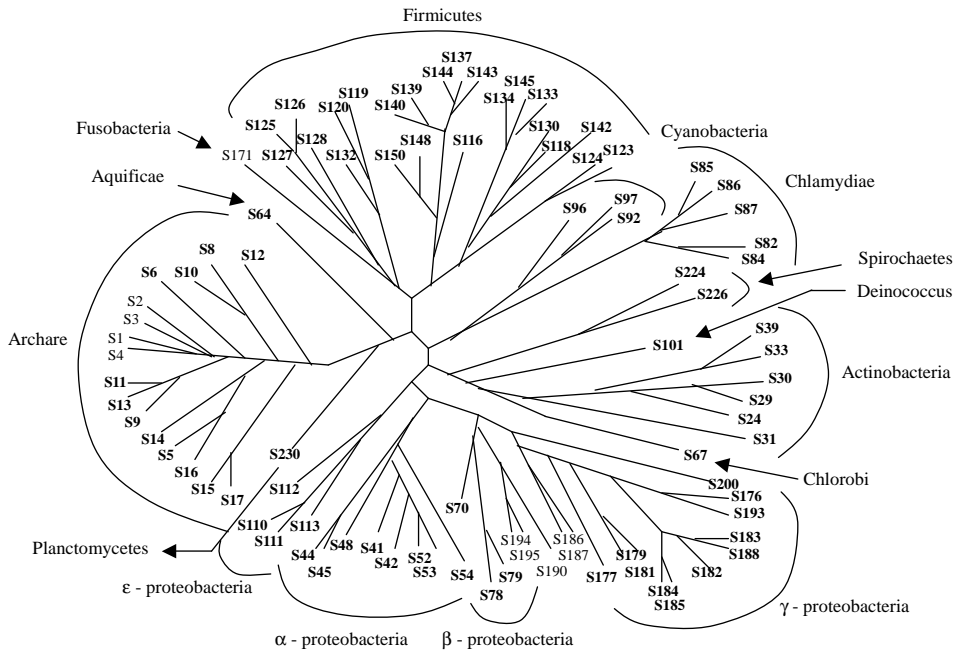 Firmicutes
S137
S144
S143
S139
S145
S119
S134
S133
S126
S120
S140
Fusobacteria
S125
S128
S148
S116
S130
S142
Cyanobacteria
S171
S127
S132
S150
S118
S124
S123
S85
Aquificae
S86
Chlamydiae
S64
S96
S97
S92
S87
S8
S12
S82
S84
Spirochaetes
S6
S10
S224
S226
Deinococcus
S2
S3
Archare
S1
S4
S101
S39
S33
Actinobacteria
S11
S13
S9
S30
S29
S24
S14
S5
S31
S16
S230
S67
Chlorobi
S15
S17
S112
S70
S200
S176
S193
S110
S111
S113
Planctomycetes
S44
S45
S48
S41
S42
S52
S53
S54
S194
S195
S186
S187
S190
S179
S181
S183
S188
S79
S78
S177
S182
S184
S185
ε - proteobacteria
γ - proteobacteria
α - proteobacteria
β - proteobacteria